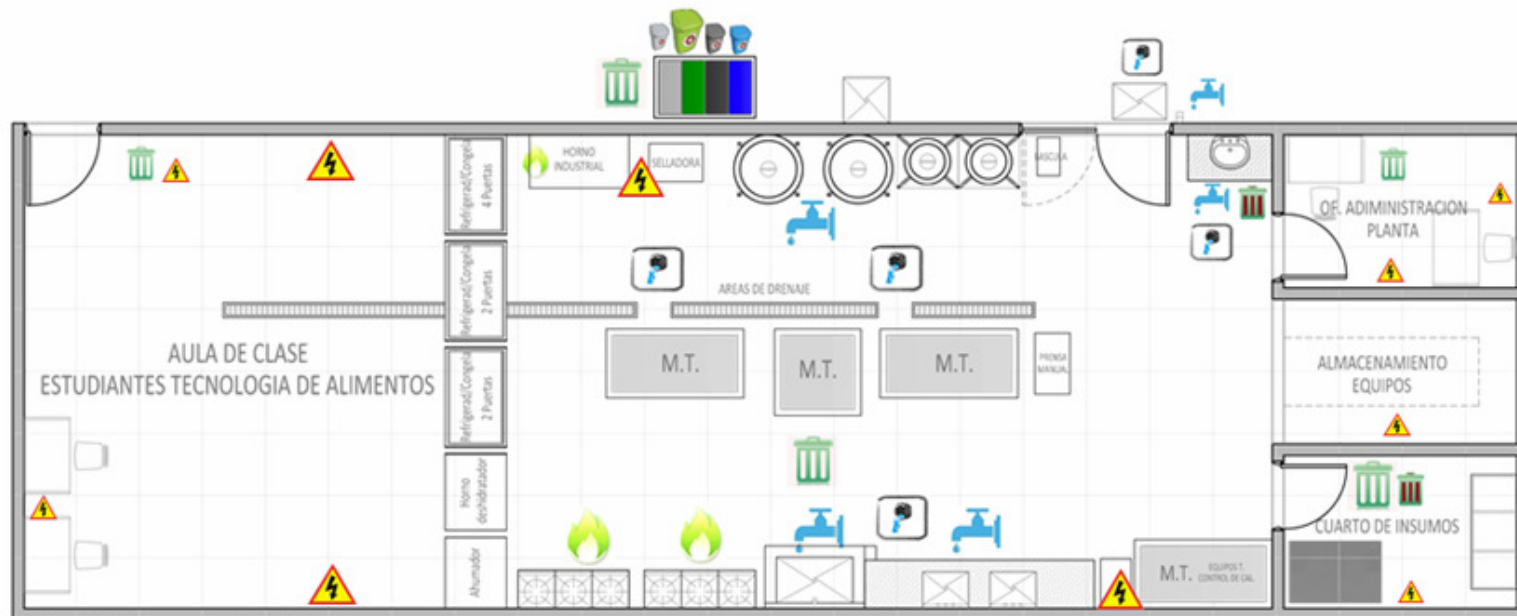 HORNO
INDUSTRIAL
SELLADORA
BASCULA
Refrigerad/Congela
4 Puertas
Refrigerad/Congela
2 Puertas
Refrigerad/Congela
2 Puertas
Horno
deshidratador
Ahumador
AULA DE CLASE
ESTUDIANTES TECNOLOGIA DE ALIMENTOS
AREAS DE DRENAJE
M.T.
M.T.
M.T.
PRENSA
MANUAL
OF. ADIMINISTRACION
PLANTA
ALMACENAMIENTO
EQUIPOS
CUARTO DE INSUMOS
M.T.
EQUIPOS T.
CONTROL DE CAL.